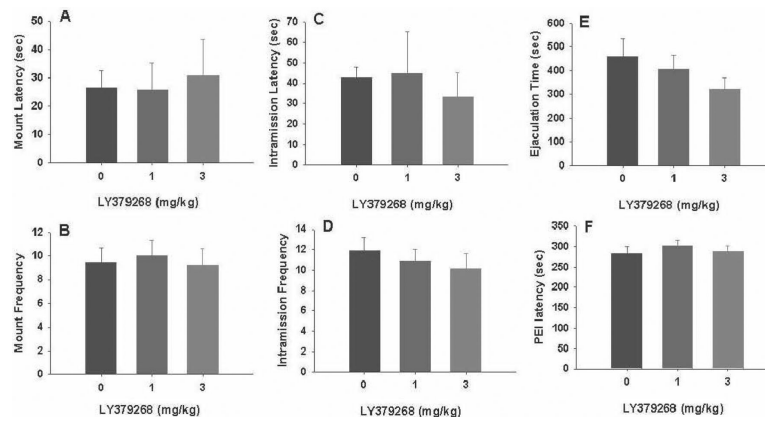 A
Mount Latency (sec)
50
40
30
20
10
0
0 1 3
LY379268 (mg/kg)
C
Intramission Latency (sec)
70
60
50
40
30
20
10
0
0 1 3
LY379268 (mg/kg)
E
Ejaculation Time (sec)
600
500
400
300
200
100
0
0 1 3
LY379268 (mg/kg)
B
Mount Frequency
12
10
8
6
4
2
0
0 1 3
LY379268 (mg/kg)
D
Intramission Frequency
14
12
10
8
6
4
2
0
0 1 3
LY379268 (mg/kg)
F
PEI latency (sec)
350
300
250
200
150
100
50
0
0 1 3
LY379268 (mg/kg)